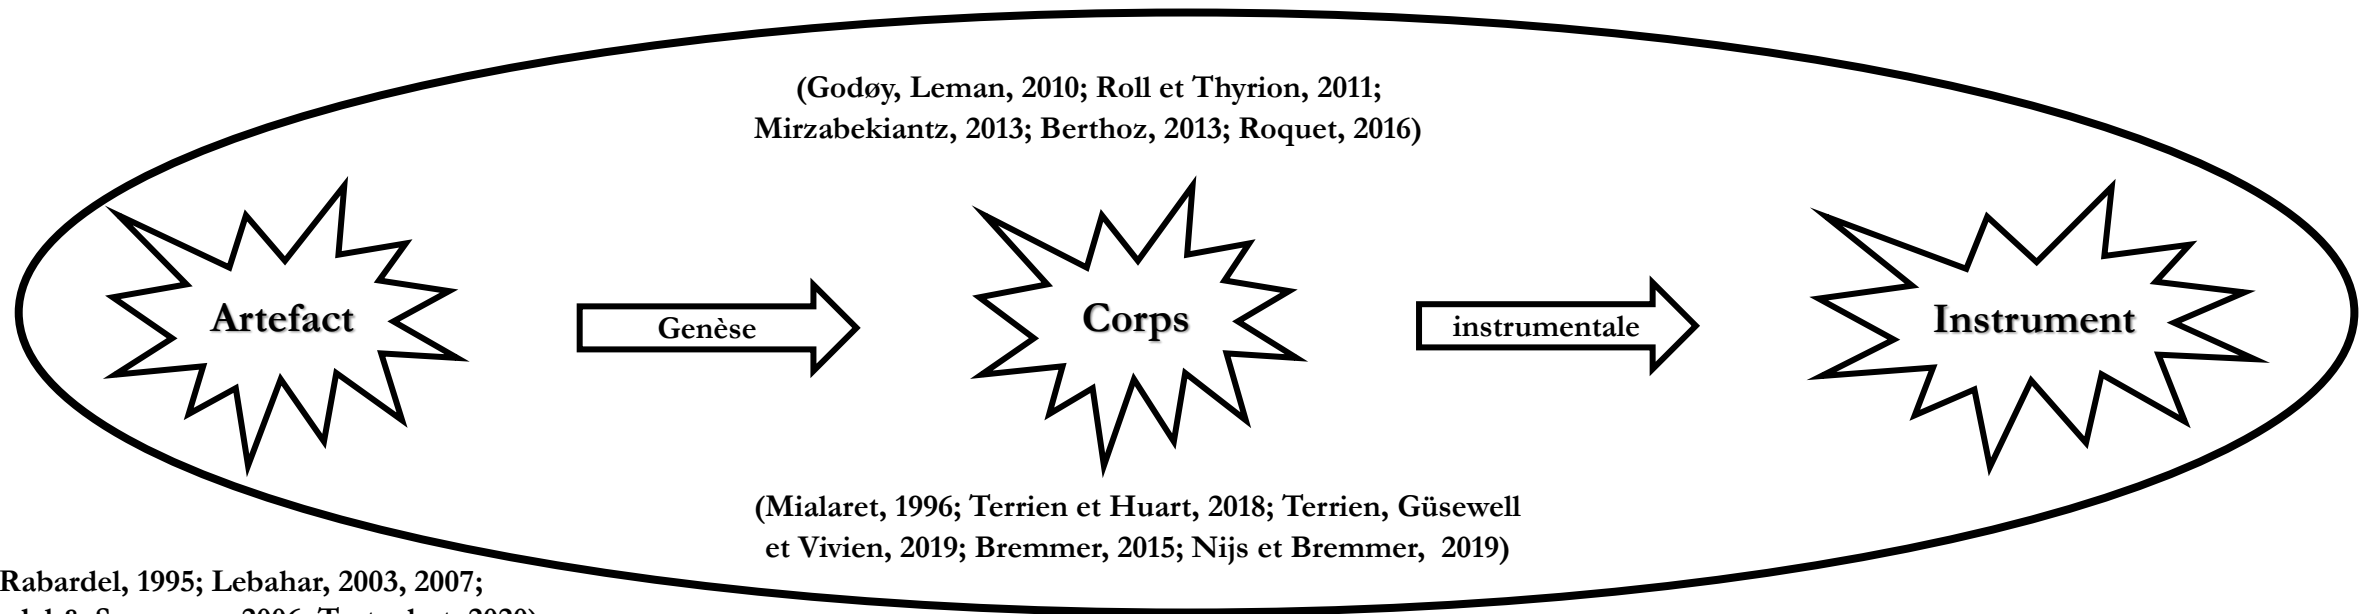 (Godøy, Leman, 2010; Roll et Thyrion, 2011;
Mirzabekiantz, 2013; Berthoz, 2013; Roquet, 2016)
Artefact
Genèse
Corps
instrumentale
Instrument
(Mialaret, 1996; Terrien et Huart, 2018; Terrien, Güsewell
et Vivien, 2019; Bremmer, 2015; Nijs et Bremmer, 2019)
Rabardel, 1995; Lebahar, 2003, 2007;
2006
2020)